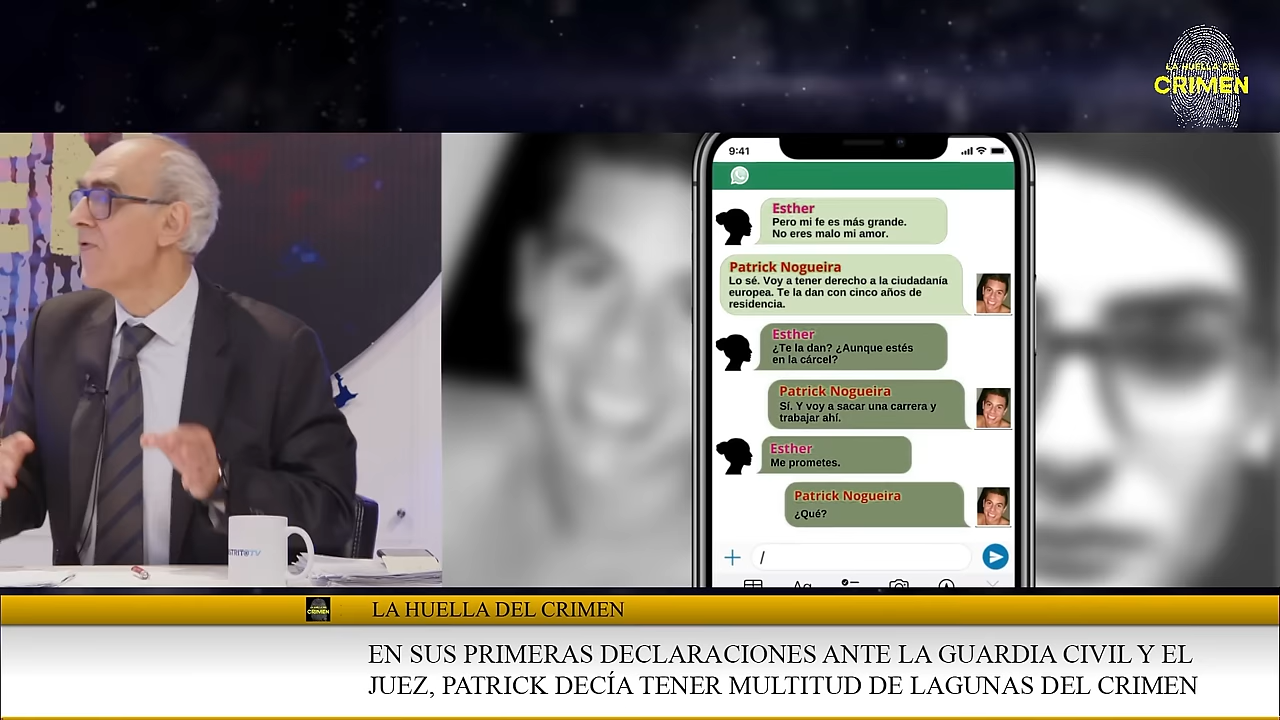 LA HUELLA DEL
CRIMEN
9:41
Esther
Pero mi fe es más grande.
No eres malo mi amor.
Patrick Nogueira
Lo sé. Voy a tener derecho a la ciudadanía
europea. Te la dan con cinco años de
residencia.
Esther
¿Te la dan? ¿Aunque estés
en la cárcel?
Patrick Nogueira
Sí. Y voy a sacar una carrera y
trabajar ahí.
Esther
Me prometes.
Patrick Nogueira
¿Qué?
/
Aa
LA HUELLA DEL CRIMEN
EN SUS PRIMERAS DECLARACIONES ANTE LA GUARDIA CIVIL Y EL
JUEZ, PATRICK DECÍA TENER MULTITUD DE LAGUNAS DEL CRIMEN